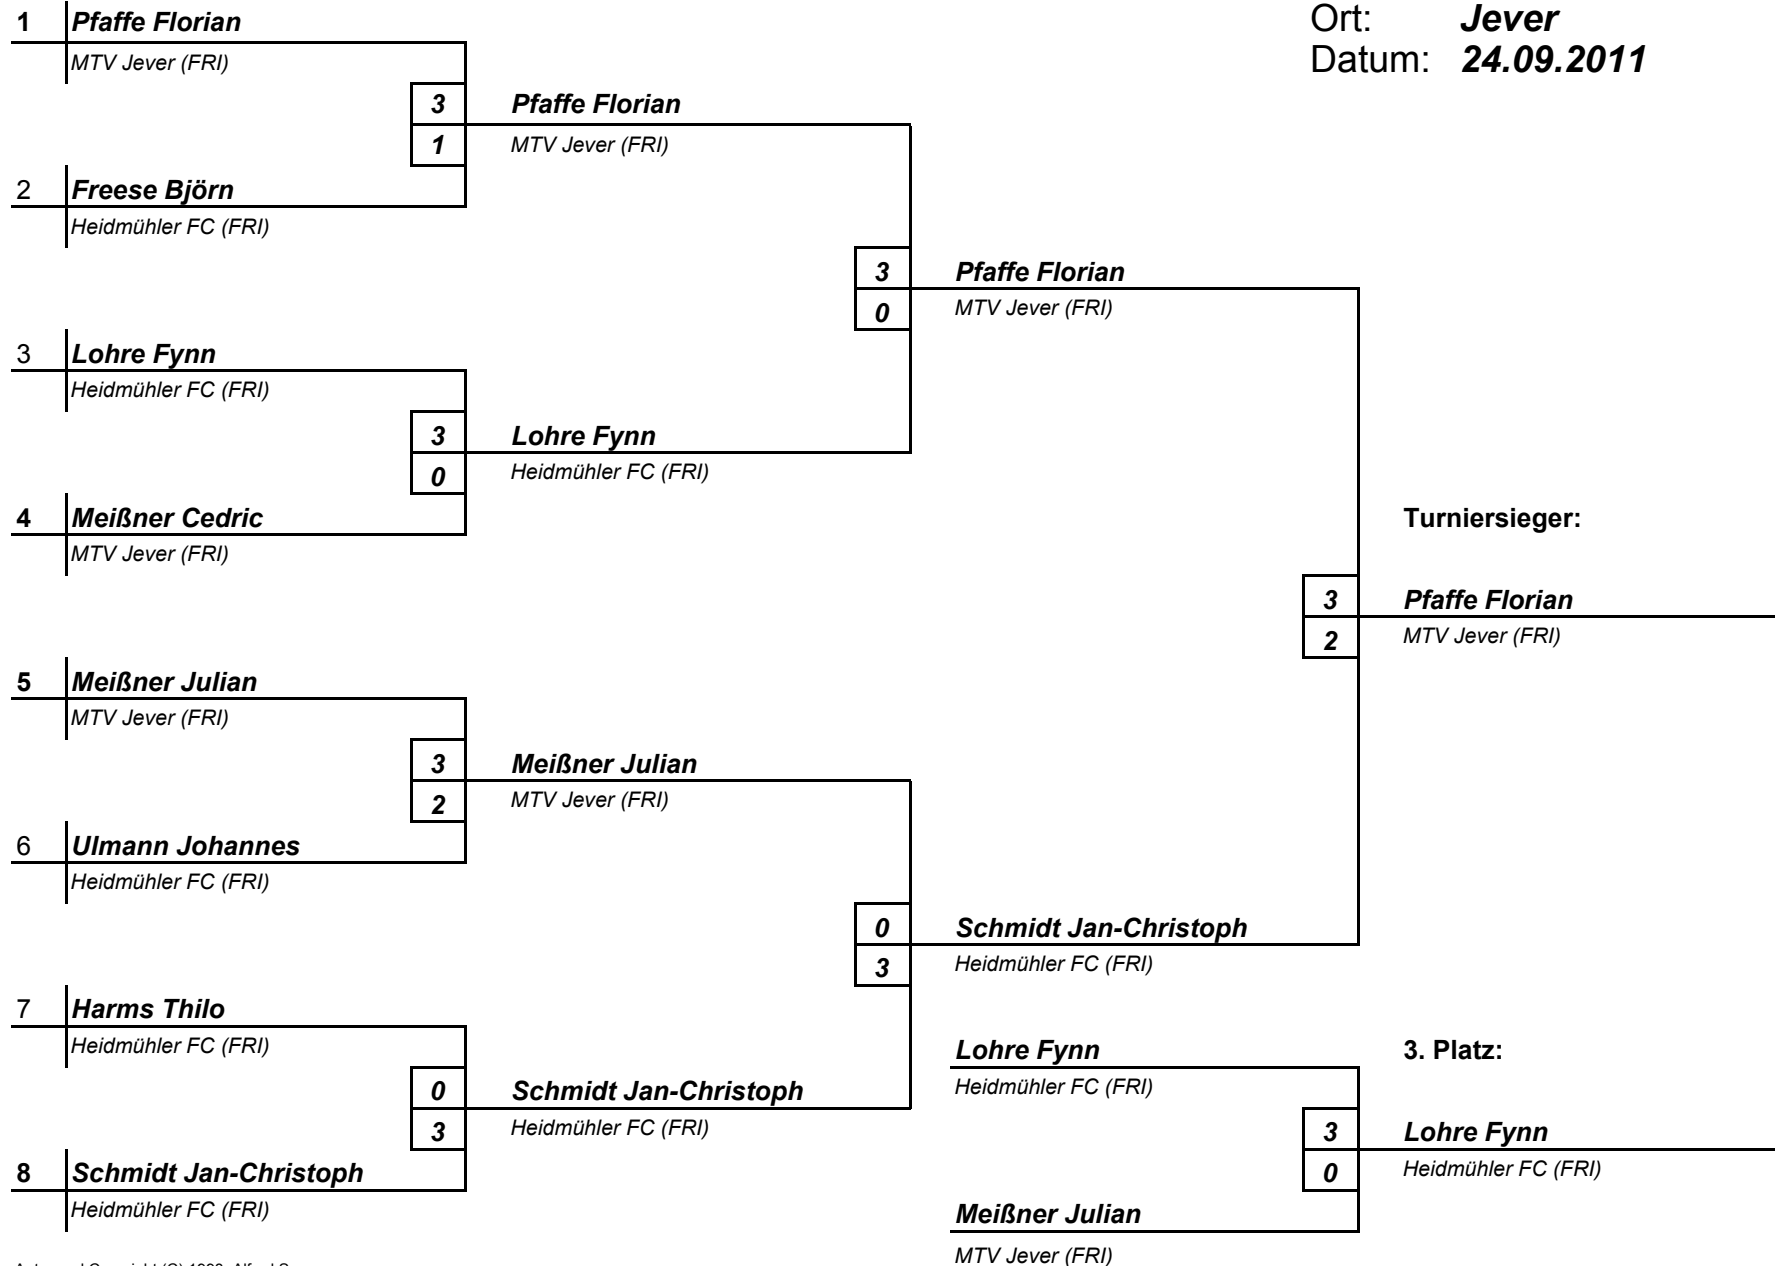 Ort: Jever
Datum: 24.09.2011
1 Pfaffe Florian
MTV Jever (FRI)
3 Pfaffe Florian
1 MTV Jever (FRI)
2 Freese Björn
Heidmühler FC (FRI)
3 Pfaffe Florian
0 MTV Jever (FRI)
3 Lohre Fynn
Heidmühler FC (FRI)
3 Lohre Fynn
0 Heidmühler FC (FRI)
4 Meißner Cedric
MTV Jever (FRI)
Turniersieger:
3 Pfaffe Florian
2 MTV Jever (FRI)
5 Meißner Julian
MTV Jever (FRI)
3 Meißner Julian
2 MTV Jever (FRI)
6 Ulmann Johannes
Heidmühler FC (FRI)
0 Schmidt Jan-Christoph
3 Heidmühler FC (FRI)
7 Harms Thilo
Heidmühler FC (FRI)
0 Schmidt Jan-Christoph
3 Heidmühler FC (FRI)
8 Schmidt Jan-Christoph
Heidmühler FC (FRI)
Lohre Fynn
Heidmühler FC (FRI)
3. Platz:
3 Lohre Fynn
0 Heidmühler FC (FRI)
Meißner Julian
MTV Jever (FRI)